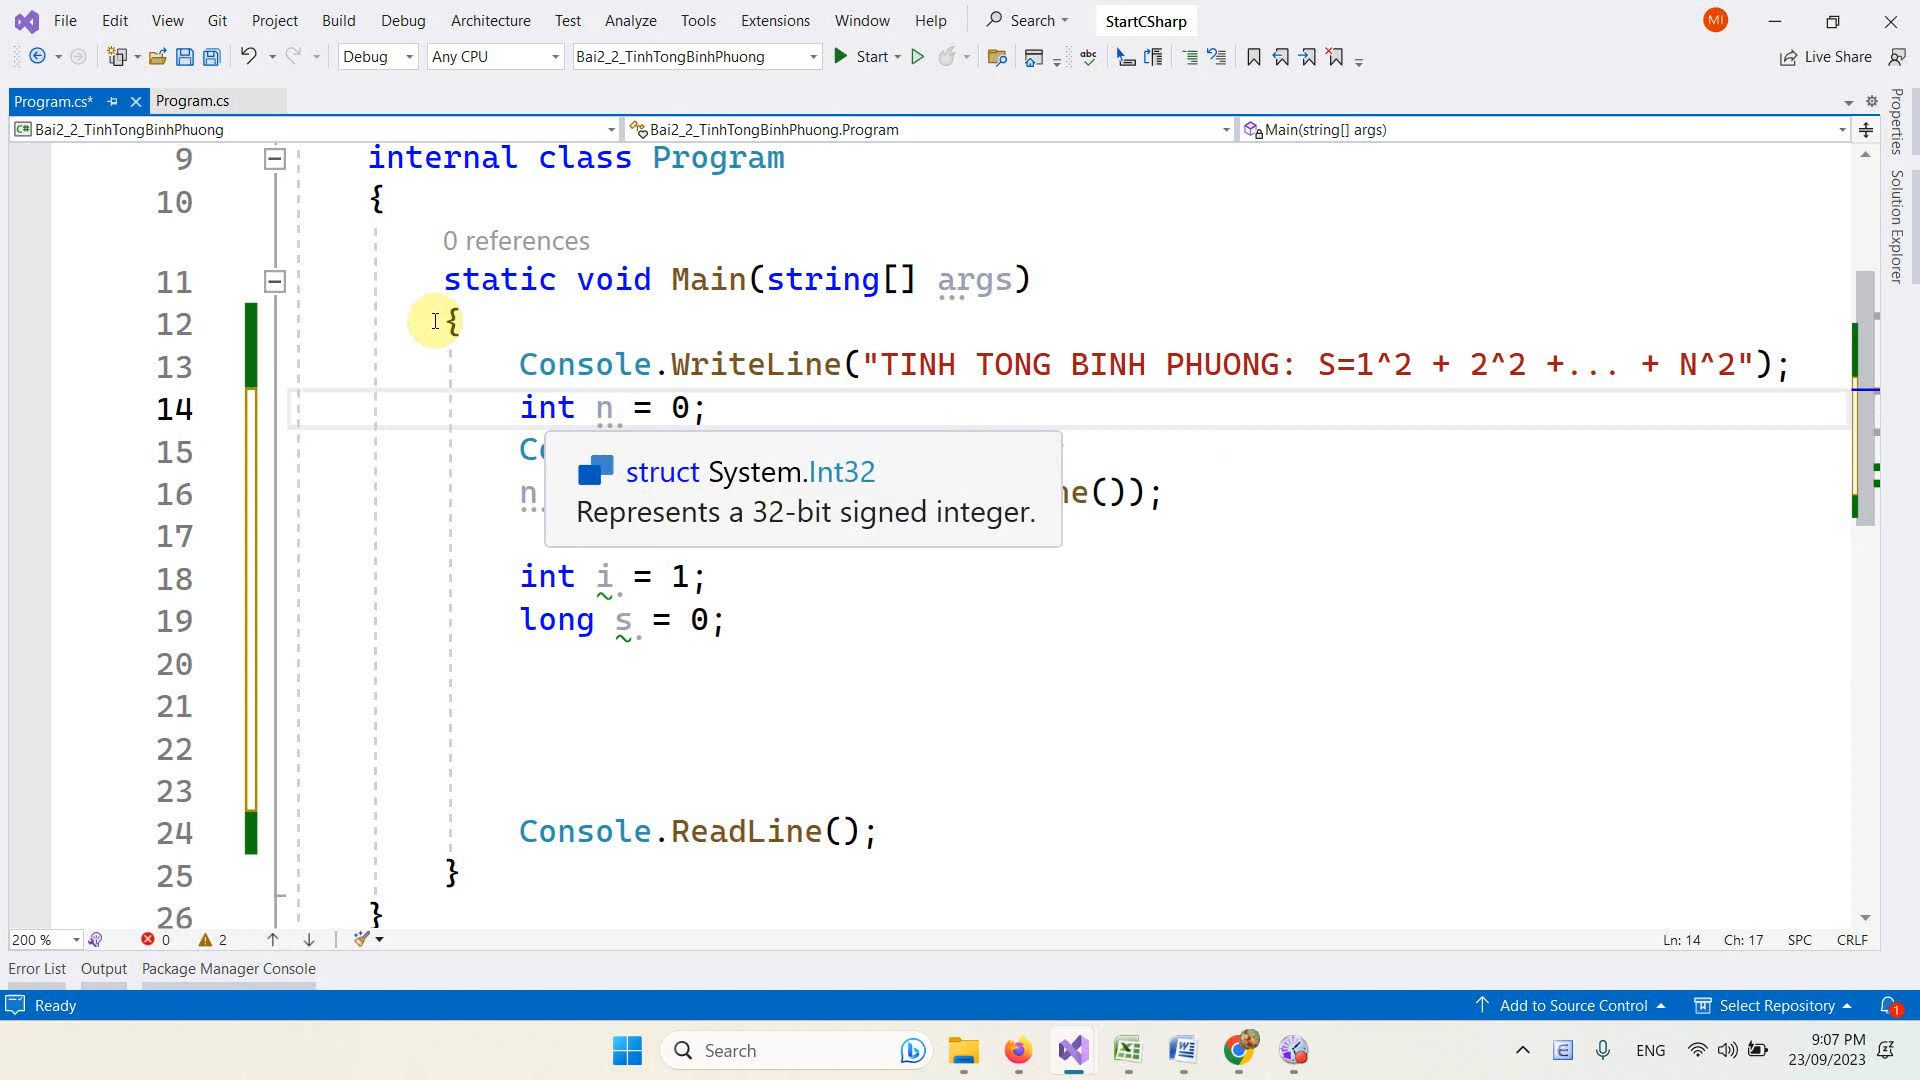 File Edit View Git Project Build Debug Architecture Test Analyze Tools Extensions Window Help Search StartCSharp MI
Debug Any CPU Bai2_2_TinhTongBinhPhuong Start Live Share
Program.cs* Program.cs
Bai2_2_TinhTongBinhPhuong Bai2_2_TinhTongBinhPhuong.Program Main(string[] args)
Properties
Solution Explorer
9 internal class Program
10 {
0 references
11 static void Main(string[] args)
12 {
13 Console.WriteLine("TINH TONG BINH PHUONG: S=1^2 + 2^2 +... + N^2");
14 int n = 0;
15 Co
struct System.Int32
16 n ne());
Represents a 32-bit signed integer.
17
18 int i = 1;
19 long s = 0;
20
21
22
23
24 Console.ReadLine();
25 }
26 }
200 % 0 2 Ln: 14 Ch: 17 SPC CRLF
Error List Output Package Manager Console
Ready Add to Source Control Select Repository 1
Search ENG 9:07 PM
23/09/2023